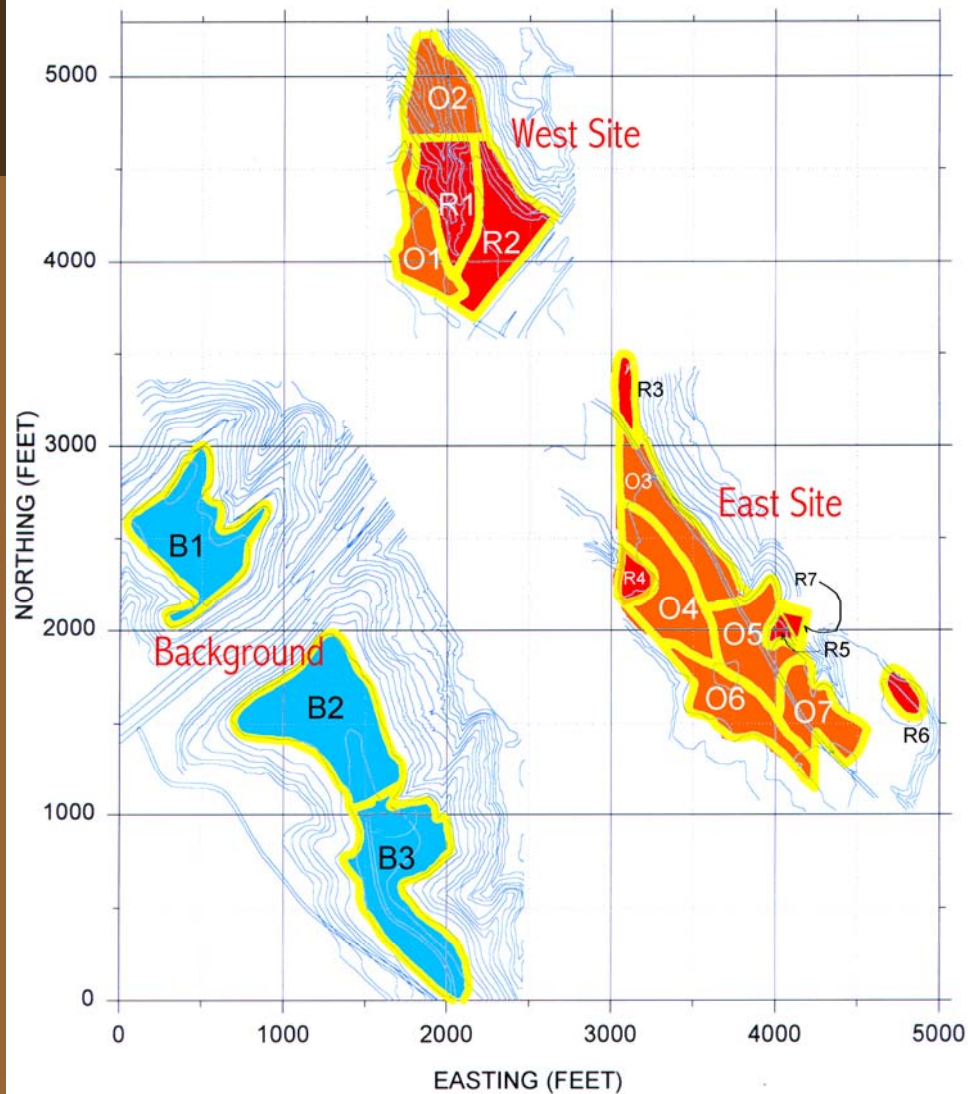 5000
O2
West Site
R1
R2
O1
4000
R3
NORTHING (FEET)
3000
O3
East Site
B1
R4
R7
O4
2000
O5
R5
Background
B2
O6
O7
R6
1000
B3
0
0 1000 2000 3000 4000 5000
EASTING (FEET)